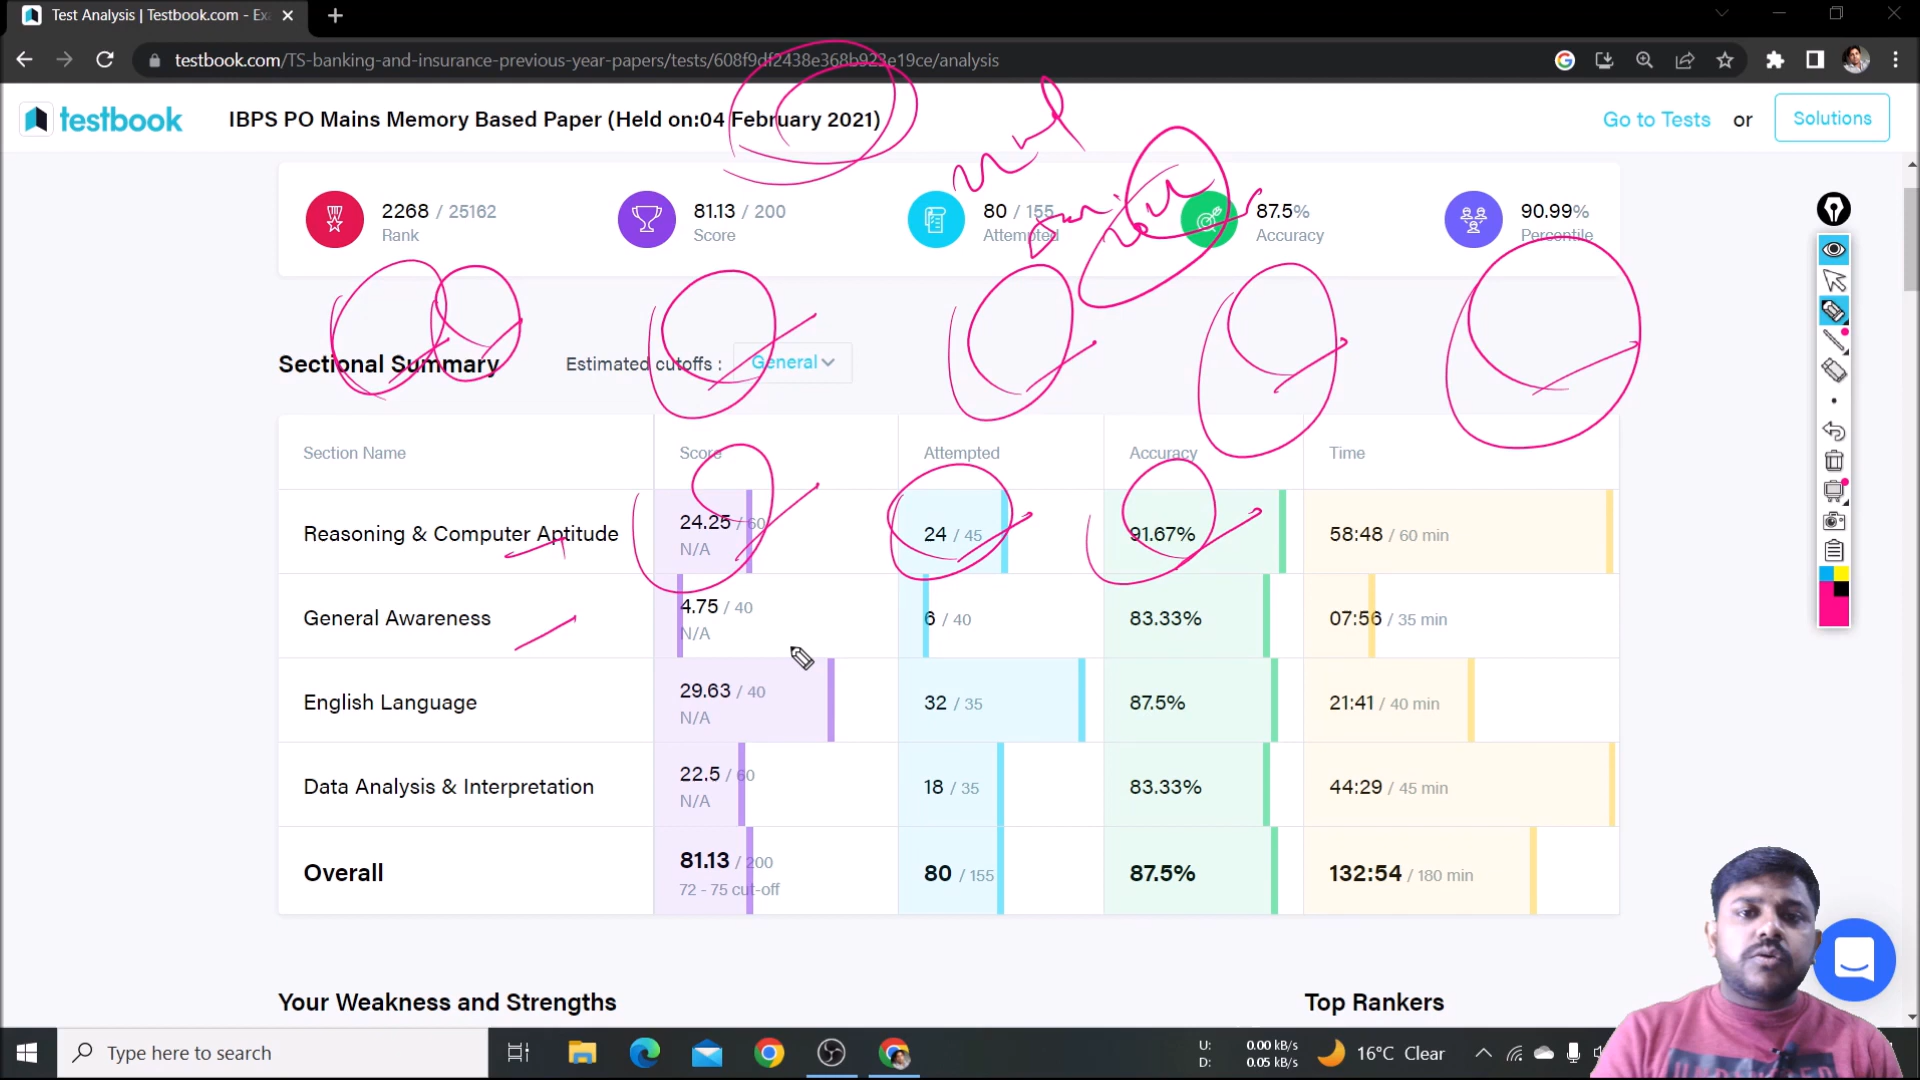 Test Analysis | Testbook.com - Ex
testbook.com/TS-banking-and-insurance-previous-year-papers/tests/608f9df2438e368b923e19ce/analysis
testbook
IBPS PO Mains Memory Based Paper (Held on:04 February 2021)
Go to Tests or Solutions
2268 / 25162
Rank
81.13 / 200
Score
80 / 155
Attempted
87.5%
Accuracy
90.99%
Percentile
Sectional Summary
Estimated cutoffs : General
Section Name Score Attempted Accuracy Time
Reasoning & Computer Aptitude 24.25 / 60 24 / 45 91.67% 58:48 / 60 min
N/A
General Awareness 4.75 / 40 6 / 40 83.33% 07:56 / 35 min
N/A
English Language 29.63 / 40 32 / 35 87.5% 21:41 / 40 min
N/A
Data Analysis & Interpretation 22.5 / 60 18 / 35 83.33% 44:29 / 45 min
N/A
Overall 81.13 / 200 80 / 155 87.5% 132:54 / 180 min
72 - 75 cut-off
Your Weakness and Strengths
Top Rankers
Type here to search
U: 0.00 kB/s
D: 0.05 kB/s
16°C Clear